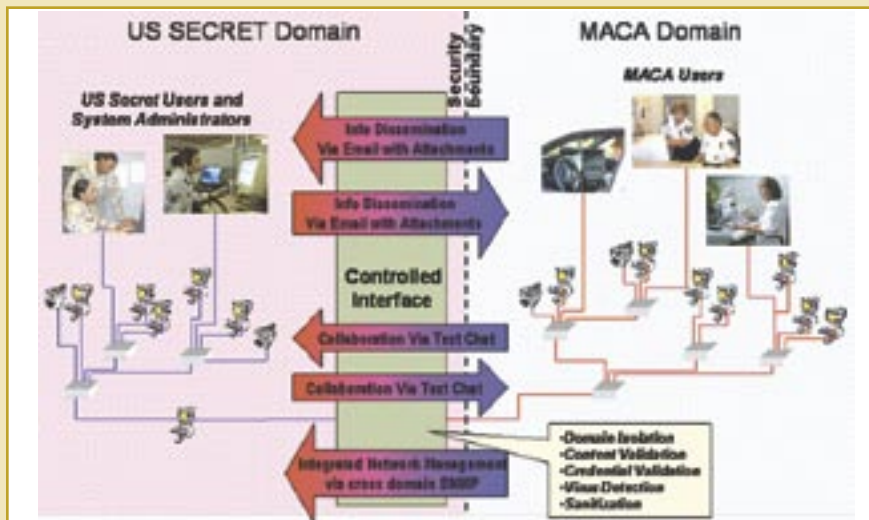 US SECRET Domain
MACA Domain
Security
boundary
US Secret Users and
System Administrators
MACA Users
Info Dissemination
Via Email with Attachments
Info Dissemination
Via Email with Attachments
Controlled
Interface
Collaboration Via Text Chat
Collaboration Via Text Chat
Integrated Network Management
via cross domain SNMP
•Domain Isolation
•Content Validation
•Credential Validation
•Virus Detection
•Sanitization